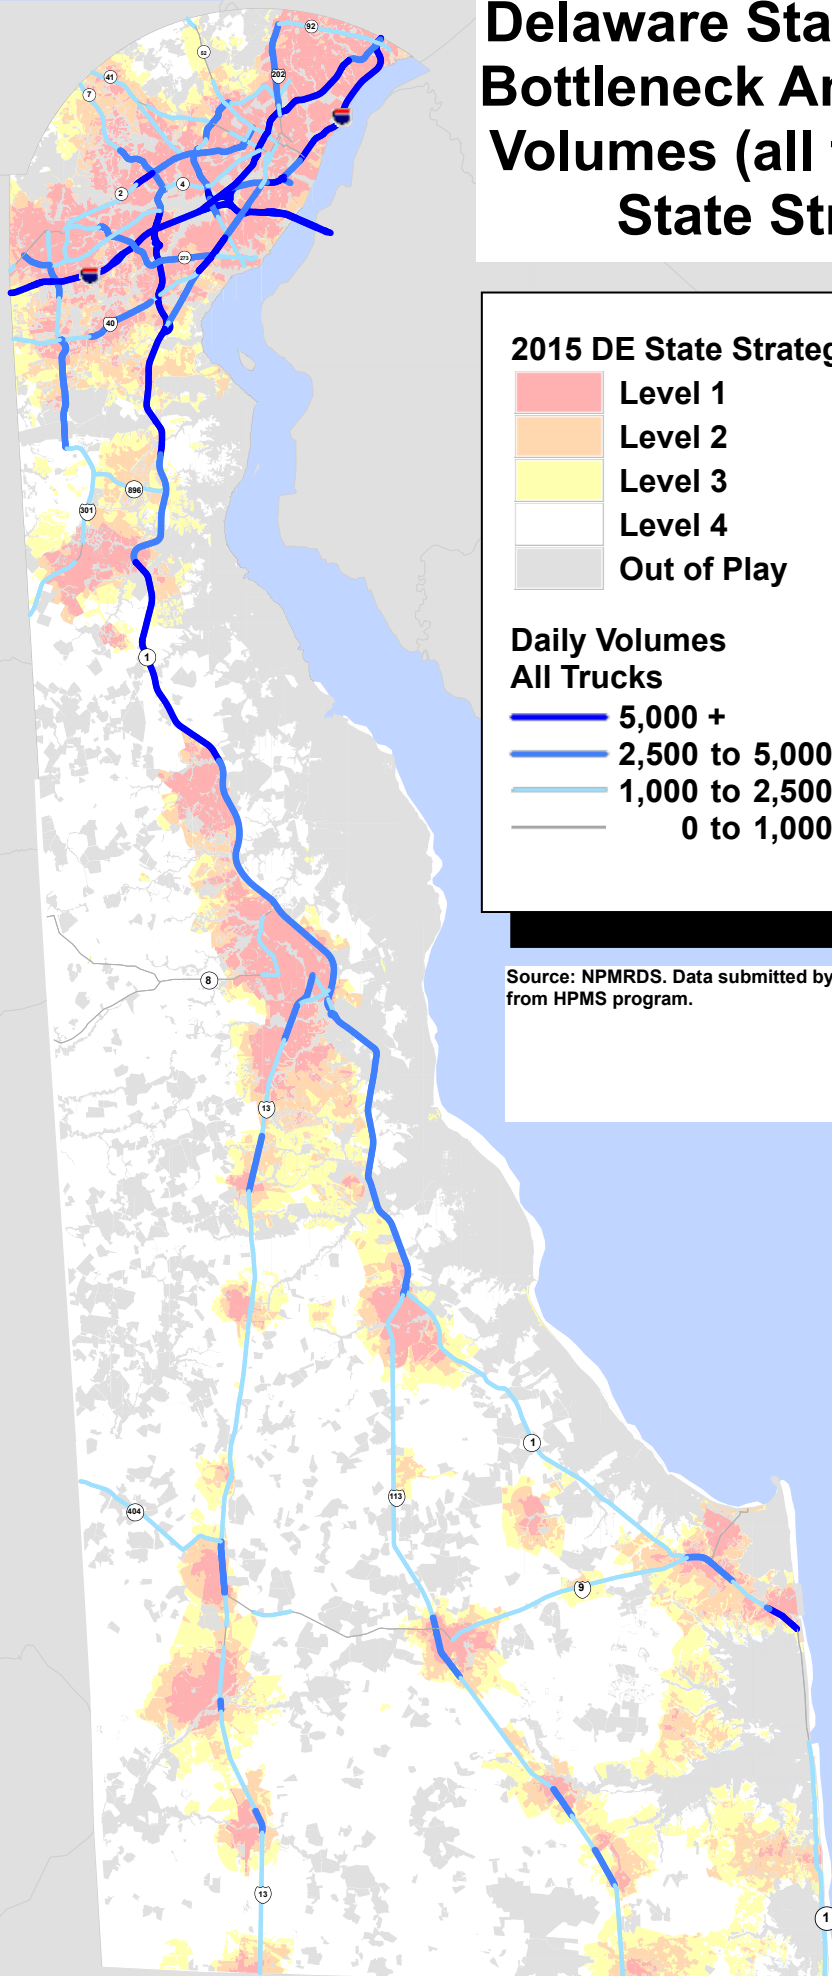 Delaware Sta
Bottleneck An
Volumes (all
State Str
2015 DE State Strateg
Level 1
Level 2
Level 3
Level 4
Out of Play
Daily Volumes
All Trucks
5,000 +
2,500 to 5,000
1,000 to 2,500
0 to 1,000
Source: NPMRDS. Data submitted by
from HPMS program.
92
52
202
41
7
2
4
273
40
896
301
1
8
13
1
113
404
9
13
1